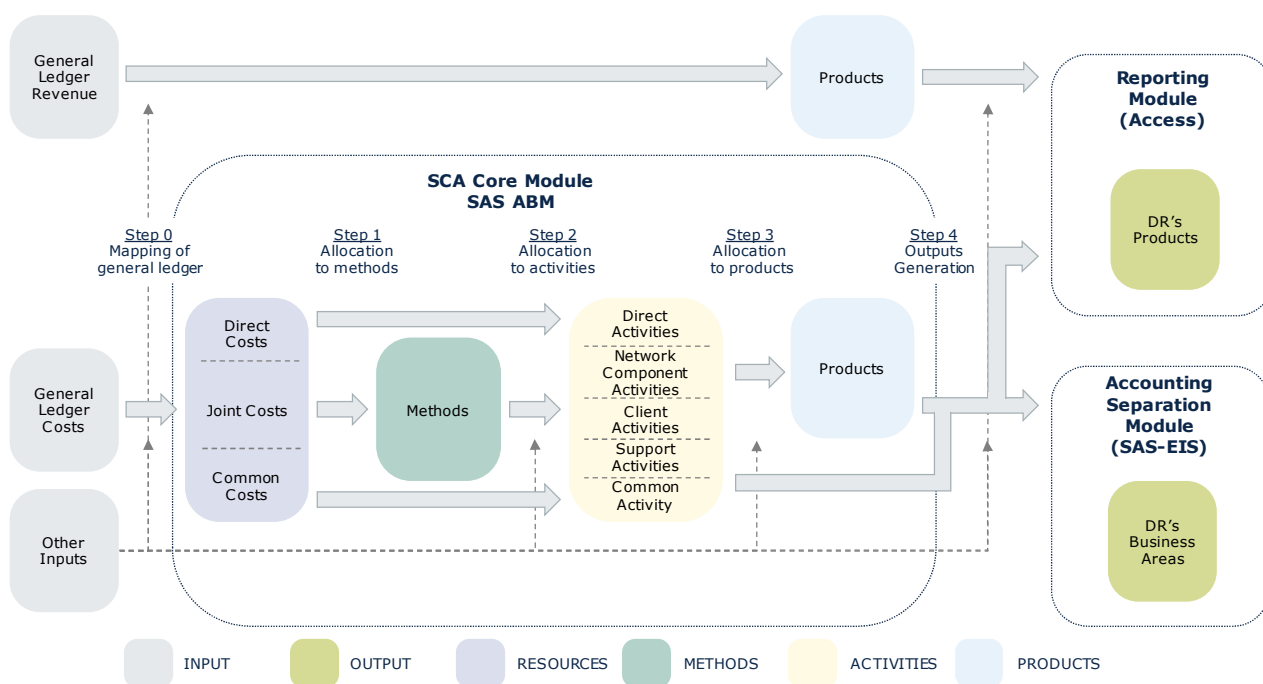 General
Ledger
Revenue
Products
Reporting
Module
(Access)
DR's
Products
SCA Core Module
SAS ABM
Step 0
Mapping of
general ledger
Step 1
Allocation
to methods
Step 2
Allocation
to activities
Step 3
Allocation
to products
Step 4
Outputs
Generation
General
Ledger
Costs
Direct
Costs
Joint Costs
Common
Costs
Methods
Direct
Activities
Network
Component
Activities
Client
Activities
Support
Activities
Common
Activity
Products
Accounting
Separation
Module
(SAS-EIS)
DR's
Business
Areas
Other
Inputs
INPUT
OUTPUT
RESOURCES
METHODS
ACTIVITIES
PRODUCTS